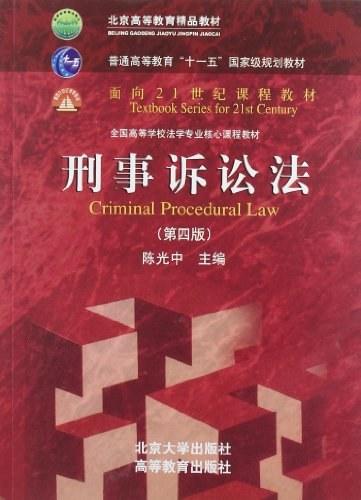 北京高等教育精品教材
BEIJING GAODENG JIAOYU JINGPIN JIAOCAI
普通高等教育"十一五"国家级规划教材
面向21世纪课程教材
Textbook Series for 21st Century
全国高等学校法学专业核心课程教材
刑事诉讼法
Criminal Procedural Law
(第四版)
陈光中 主编
北京大学出版社
高等教育出版社